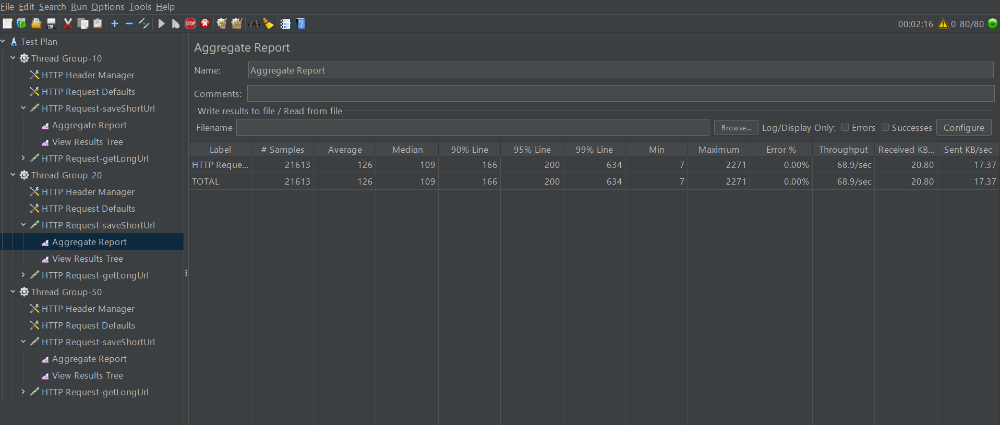 File Edit Search Run Options Tools Help
STOP
00:02:16 0 80/80
Test Plan
Thread Group-10
HTTP Header Manager
HTTP Request Defaults
HTTP Request-saveShortUrl
Aggregate Report
View Results Tree
HTTP Request-getLongUrl
Thread Group-20
HTTP Header Manager
HTTP Request Defaults
HTTP Request-saveShortUrl
Aggregate Report
View Results Tree
HTTP Request-getLongUrl
Thread Group-50
HTTP Header Manager
HTTP Request Defaults
HTTP Request-saveShortUrl
Aggregate Report
View Results Tree
HTTP Request-getLongUrl
Aggregate Report
Name: Aggregate Report
Comments:
Write results to file / Read from file
Filename Browse... Log/Display Only: Errors Successes Configure
Label # Samples Average Median 90% Line 95% Line 99% Line Min Maximum Error % Throughput Received KB... Sent KB/sec
HTTP Reque... 21613 126 109 166 200 634 7 2271 0.00% 68.9/sec 20.80 17.37
TOTAL 21613 126 109 166 200 634 7 2271 0.00% 68.9/sec 20.80 17.37